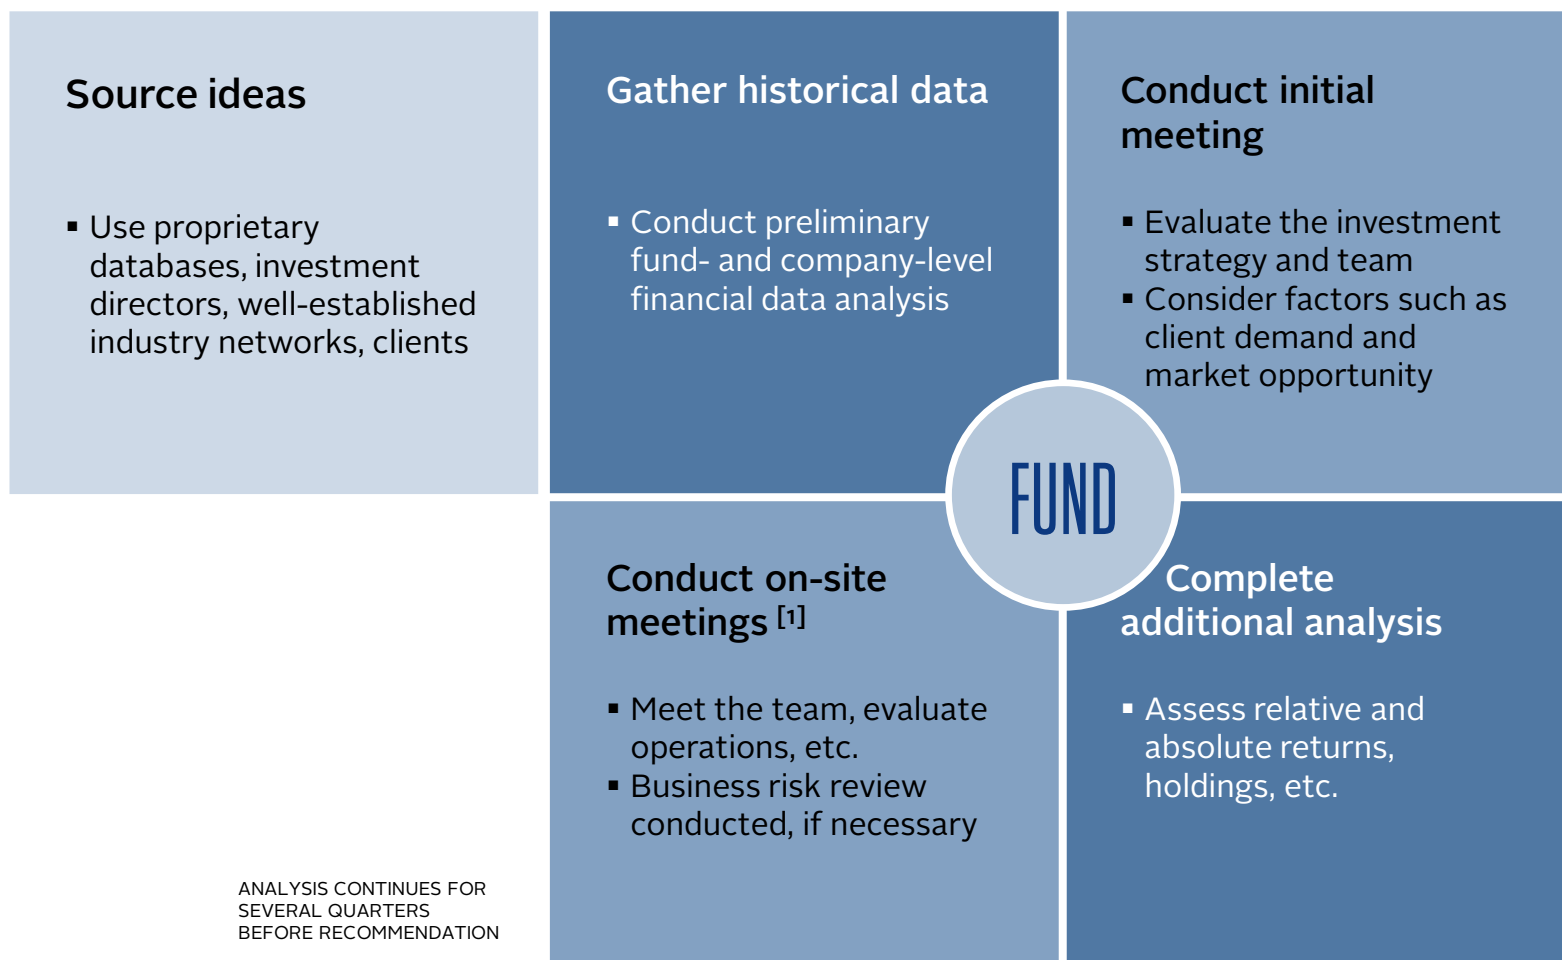 Source ideas
▪ Use proprietary
databases, investment
directors, well-established
industry networks, clients
Gather historical data
▪ Conduct preliminary
fund- and company-level
financial data analysis
Conduct initial
meeting
▪ Evaluate the investment
strategy and team
▪ Consider factors such as
client demand and
market opportunity
FUND
Conduct on-site
meetings [1]
▪ Meet the team, evaluate
operations, etc.
▪ Business risk review
conducted, if necessary
Complete
additional analysis
▪ Assess relative and
absolute returns,
holdings, etc.
ANALYSIS CONTINUES FOR
SEVERAL QUARTERS
BEFORE RECOMMENDATION